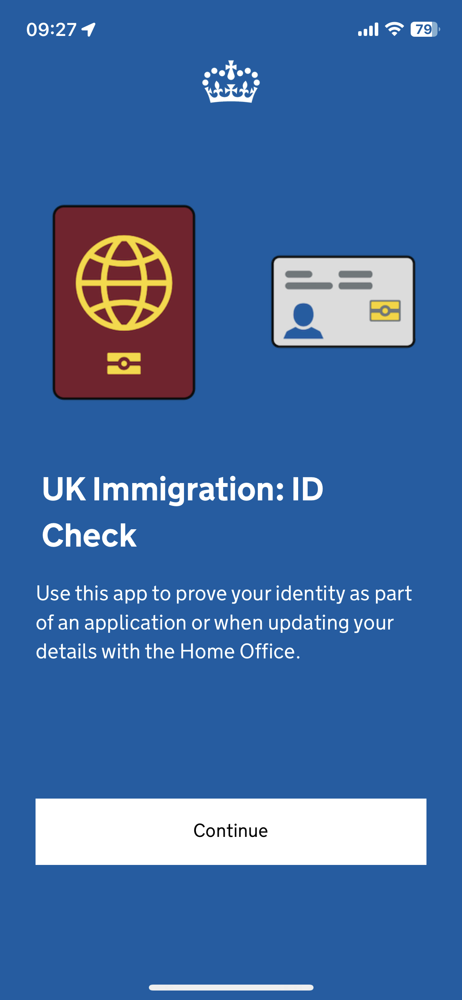 09:27
79
UK Immigration: ID
Check
Use this app to prove your identity as part
of an application or when updating your
details with the Home Office.
Continue